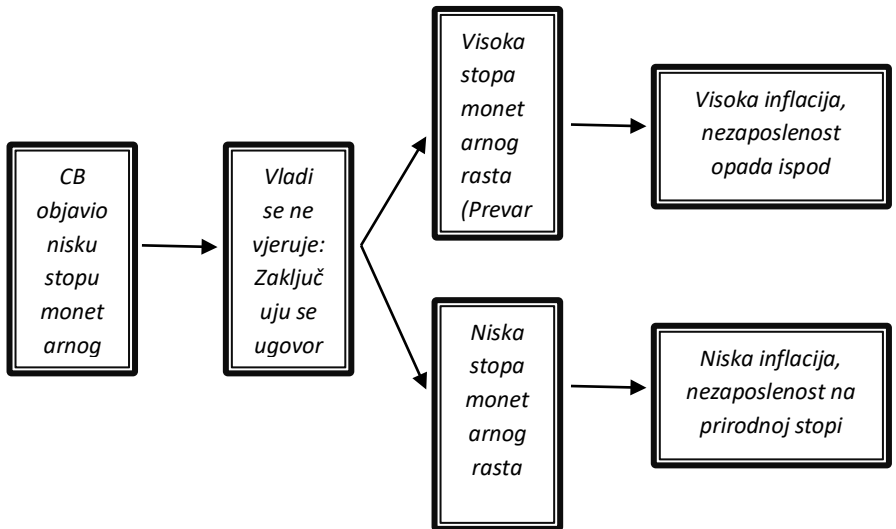 CB
objavio
nisku
stopu
monet
arnog
Vladi
se ne
vjeruje:
Zaključ
uju se
ugovor
Visoka
stopa
monet
arnog
rasta
(Prevar
Visoka inflacija,
nezaposlenost
opada ispod
Niska
stopa
monet
arnog
rasta
Niska inflacija,
nezaposlenost na
prirodnoj stopi